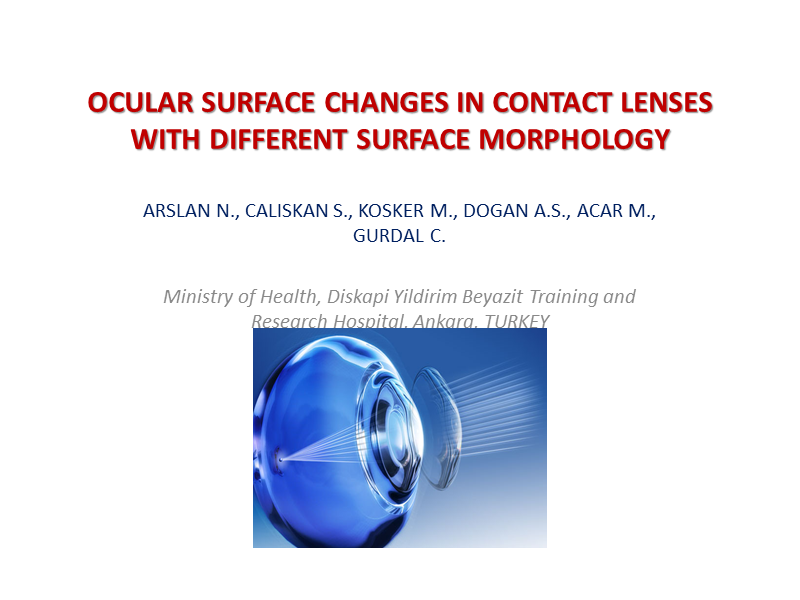 OCULAR SURFACE CHANGES IN CONTACT LENSES
WITH DIFFERENT SURFACE MORPHOLOGY
ARSLAN N., CALISKAN S., KOSKER M., DOGAN A.S., ACAR M.,
GURDAL C.
Ministry of Health, Diskapi Yildirim Beyazit Training and
Research Hospital, Ankara, TURKEY